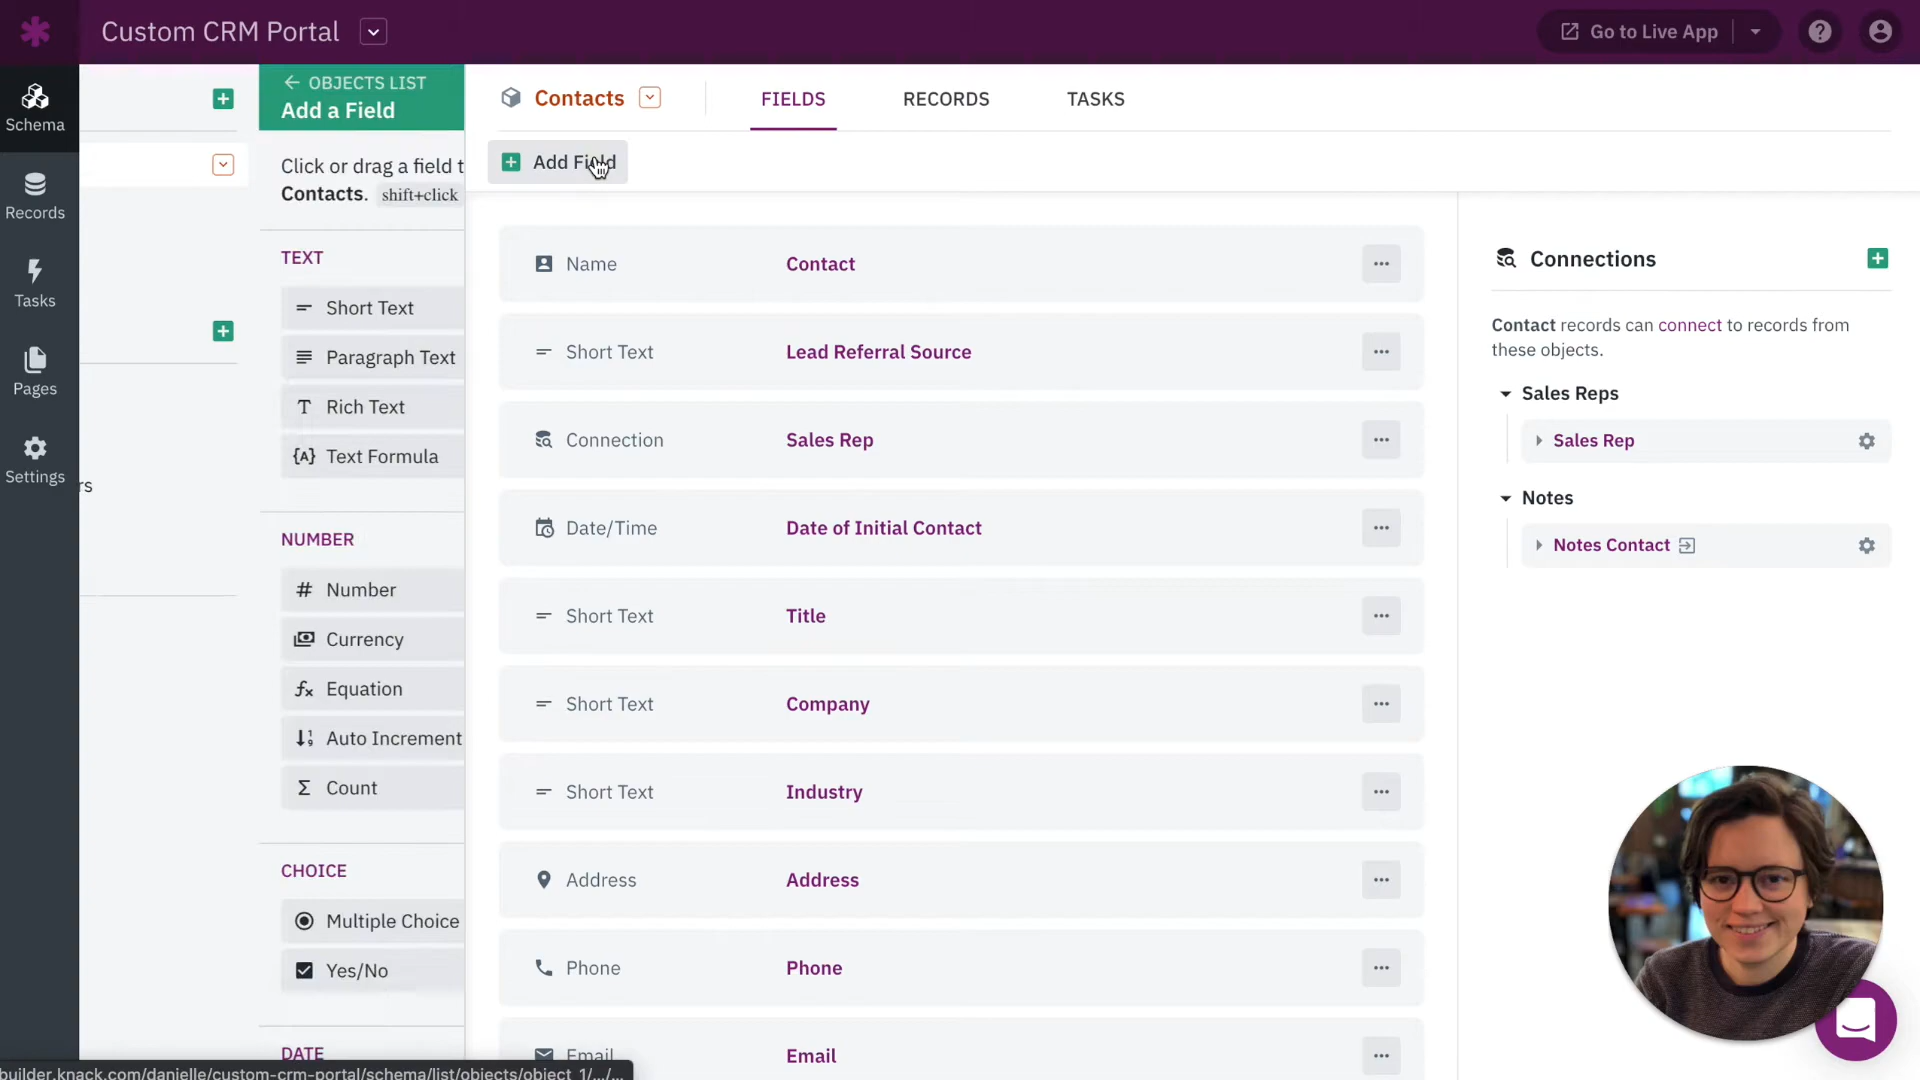 Custom CRM Portal
Go to Live App
Schema
Records
Tasks
Pages
Settings
rs
OBJECTS LIST
Add a Field
Click or drag a field t
Contacts. shift+click
TEXT
Short Text
Paragraph Text
Rich Text
{A} Text Formula
NUMBER
# Number
Currency
Equation
Auto Increment
Count
CHOICE
Multiple Choice
Yes/No
DATE
Contacts
FIELDS
RECORDS
TASKS
Add Field
Name Contact
Short Text Lead Referral Source
Connection Sales Rep
Date/Time Date of Initial Contact
Short Text Title
Short Text Company
Short Text Industry
Address Address
Phone Phone
Email Email
Connections
Contact records can connect to records from
these objects.
Sales Reps
Sales Rep
Notes
Notes Contact
builder.knack.com/danielle/custom-crm-portal/schema/list/objects/object_1/.../...